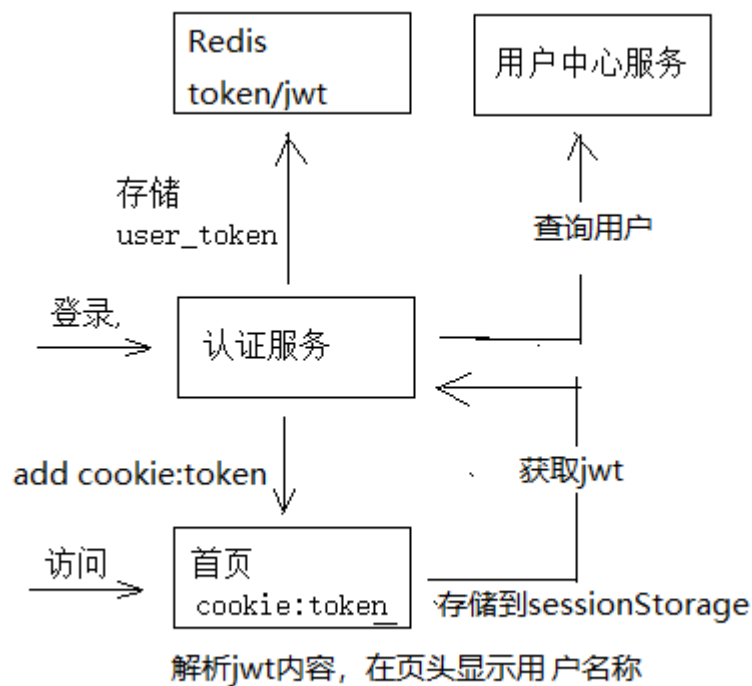 Redis
token/jwt
用户中心服务
存储
user_token
查询用户
登录,
认证服务
add cookie:token
获取jwt
访问
首页
cookie:token
存储到sessionStorage
解析jwt内容，在页头显示用户名称